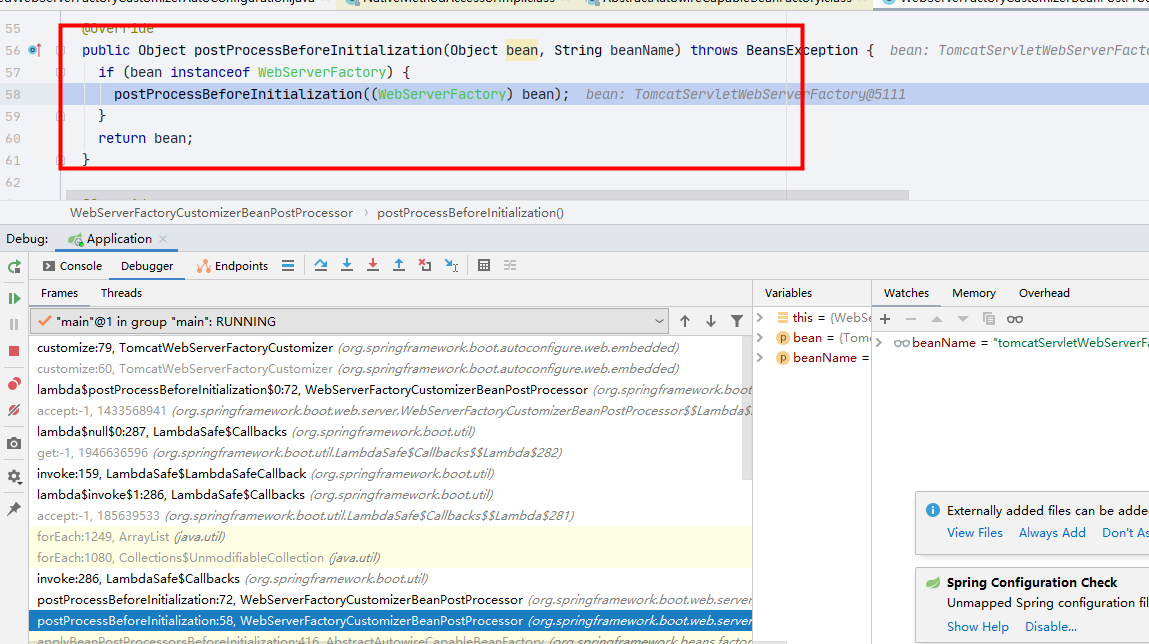 55 @Override
56 public Object postProcessBeforeInitialization(Object bean, String beanName) throws BeansException { bean: TomcatServletWebServerFacto
57 if (bean instanceof WebServerFactory) {
58 postProcessBeforeInitialization((WebServerFactory) bean); bean: TomcatServletWebServerFactory@5111
59 }
60 return bean;
61 }
62
WebServerFactoryCustomizerBeanPostProcessor › postProcessBeforeInitialization()
Debug: Application
Console Debugger Endpoints
Frames Threads
"main"@1 in group "main": RUNNING
customize:79, TomcatWebServerFactoryCustomizer (org.springframework.boot.autoconfigure.web.embedded)
customize:60, TomcatWebServerFactoryCustomizer (org.springframework.boot.autoconfigure.web.embedded)
lambda$postProcessBeforeInitialization$0:72, WebServerFactoryCustomizerBeanPostProcessor (org.springframework.boot
accept:-1, 1433568941 (org.springframework.boot.web.server.WebServerFactoryCustomizerBeanPostProcessor$$Lambda$
lambda$null$0:287, LambdaSafe$Callbacks (org.springframework.boot.util)
get:-1, 1946636596 (org.springframework.boot.util.LambdaSafe$Callbacks$$Lambda$282)
invoke:159, LambdaSafe$LambdaSafeCallback (org.springframework.boot.util)
lambda$invoke$1:286, LambdaSafe$Callbacks (org.springframework.boot.util)
accept:-1, 185639533 (org.springframework.boot.util.LambdaSafe$Callbacks$$Lambda$281)
forEach:1249, ArrayList (java.util)
forEach:1080, Collections$UnmodifiableCollection (java.util)
invoke:286, LambdaSafe$Callbacks (org.springframework.boot.util)
postProcessBeforeInitialization:72, WebServerFactoryCustomizerBeanPostProcessor (org.springframework.boot.web.server
postProcessBeforeInitialization:58, WebServerFactoryCustomizerBeanPostProcessor (org.springframework.boot.web.server
applyBeanPostProcessorsBeforeInitialization:416, AbstractAutowireCapableBeanFactory (org.springframework.beans.factor
Variables
this = {WebSe
bean = {Tom
beanName =
Watches Memory Overhead
beanName = "tomcatServletWebServerFa
Externally added files can be adde
View Files Always Add Don't As
Spring Configuration Check
Unmapped Spring configuration fil
Show Help Disable...